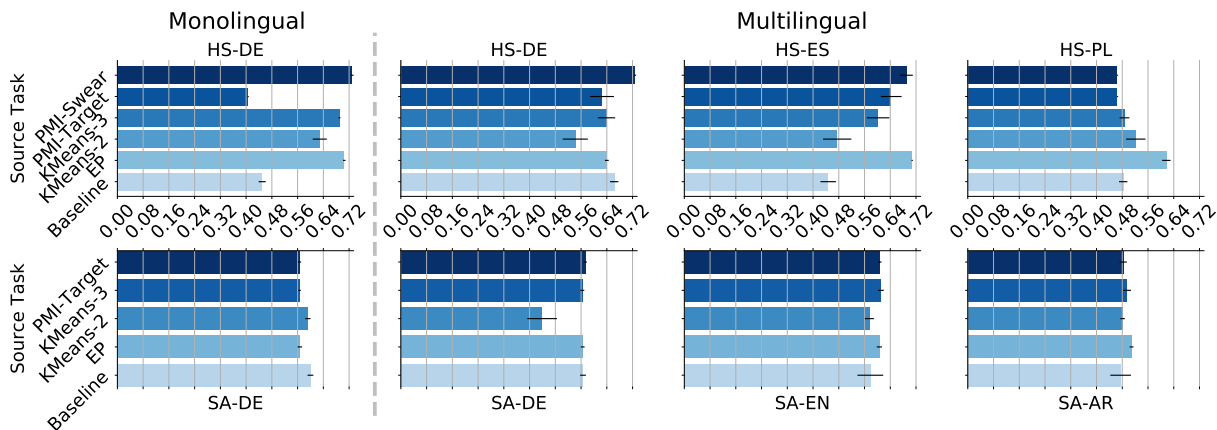 Monolingual
Multilingual
HS-DE
HS-DE
HS-ES
HS-PL
Source Task
PMI-Swear
PMI-Target
KMeans-3
KMeans-2
EP
Baseline
0.00 0.08 0.16 0.24 0.32 0.40 0.48 0.56 0.64 0.72
0.00 0.08 0.16 0.24 0.32 0.40 0.48 0.56 0.64 0.72
0.00 0.08 0.16 0.24 0.32 0.40 0.48 0.56 0.64 0.72
0.00 0.08 0.16 0.24 0.32 0.40 0.48 0.56 0.64 0.72
Source Task
PMI-Target
KMeans-3
KMeans-2
EP
Baseline
SA-DE
SA-DE
SA-EN
SA-AR